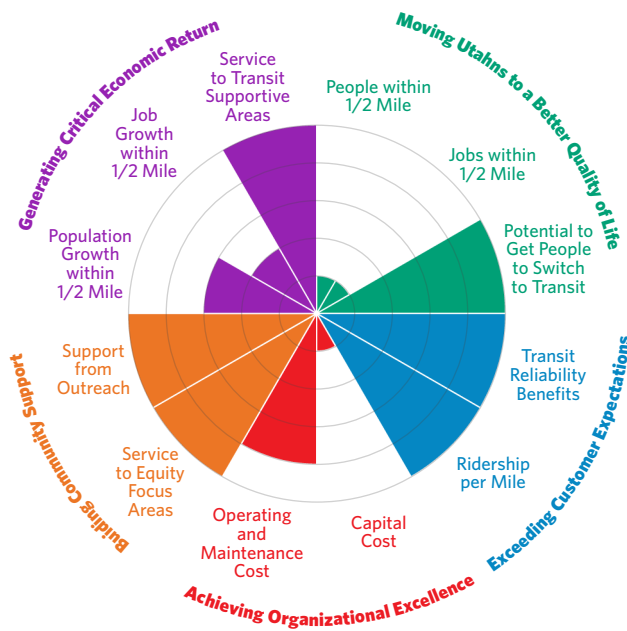 Generating Critical Economic Return
Moving Utahns to a Better Quality of Life
Service
to Transit
Supportive
Areas
People within
1/2 Mile
Job
Growth
within
1/2 Mile
Jobs within
1/2 Mile
Population
Growth
within
1/2 Mile
Potential to
Get People
to Switch
to Transit
Support
from
Outreach
Transit
Reliability
Benefits
Service
to Equity
Focus
Areas
Ridership
per Mile
Operating
and
Maintenance
Cost
Capital
Cost
Building Community Support
Exceeding Customer Expectations
Achieving Organizational Excellence